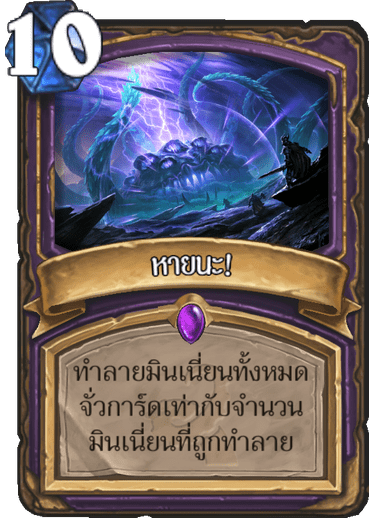 10
หายนะ!
ทำลายมินเนี่ยนทั้งหมด
จั่วการ์ดเท่ากับจำนวน
มินเนี่ยนที่ถูกทำลาย